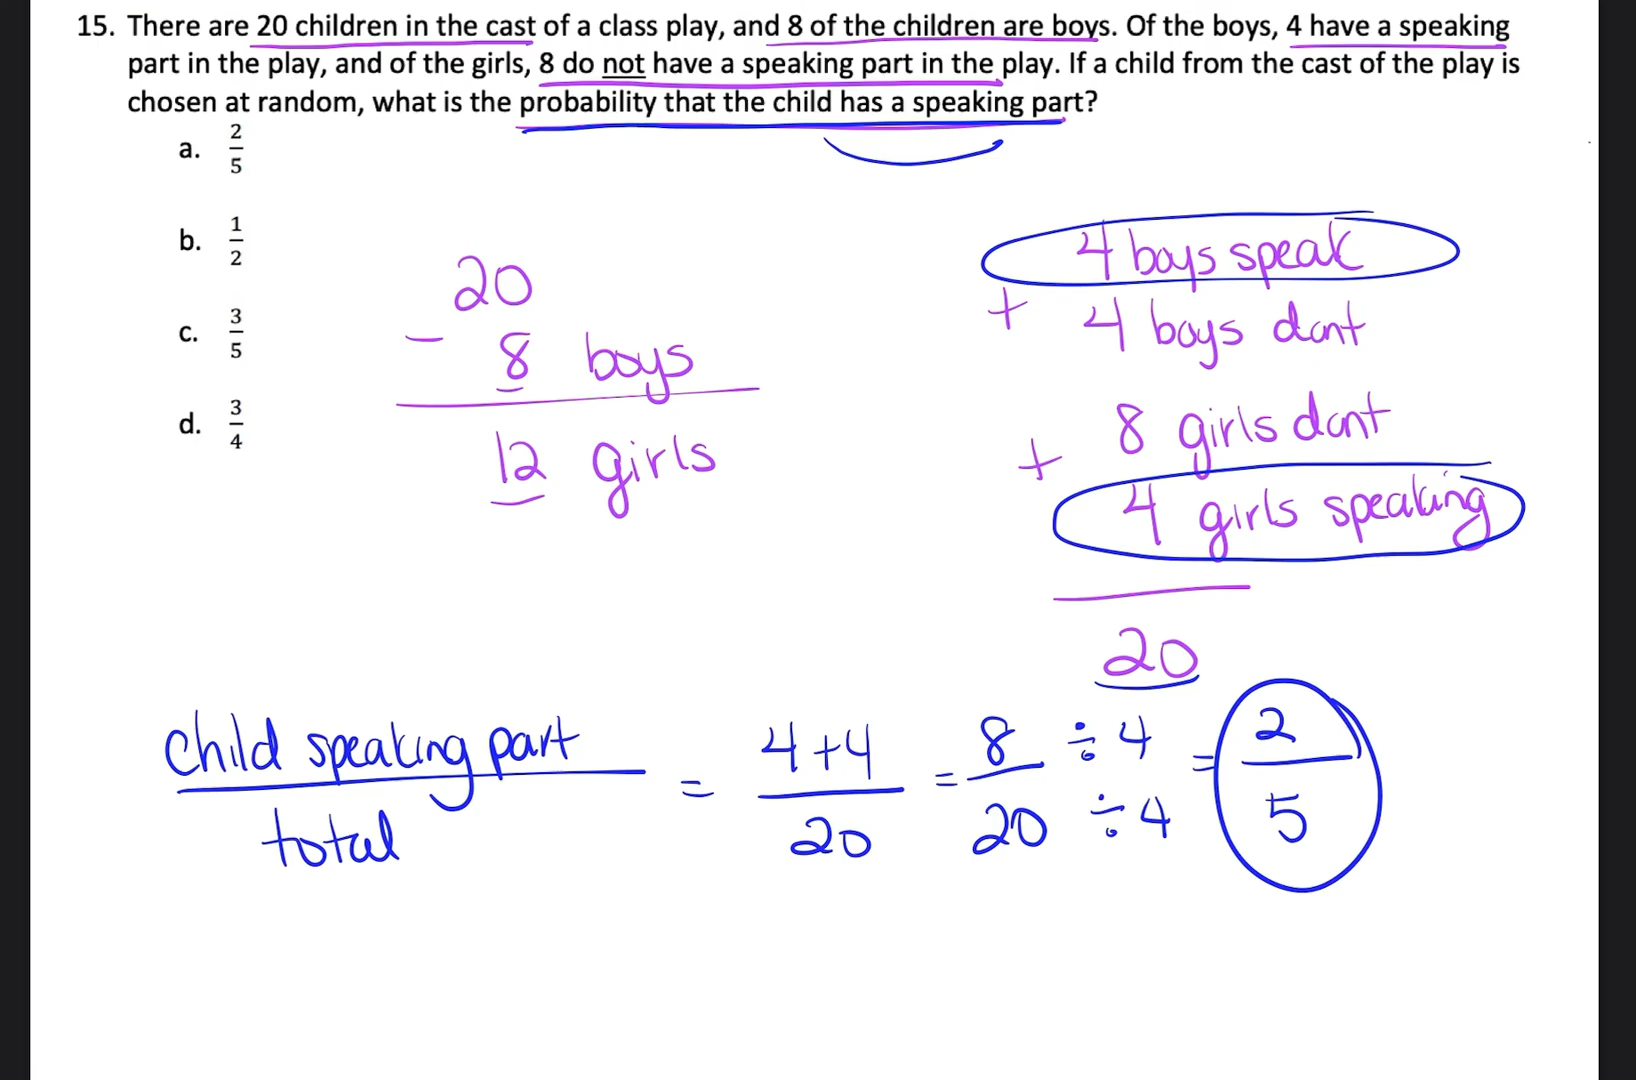 15. There are 20 children in the cast of a class play, and 8 of the children are boys. Of the boys, 4 have a speaking
part in the play, and of the girls, 8 do not have a speaking part in the play. If a child from the cast of the play is
chosen at random, what is the probability that the child has a speaking part?
a. 2/5
b. 1/2
c. 3/5
d. 3/4
20
- 8 boys
12 girls
4 boys speak
+ 4 boys dont
8 girls dont
+ 4 girls speaking
20
child speaking part / total = 4+4 / 20 = 8 ÷ 4 / 20 ÷ 4 = 2 / 5